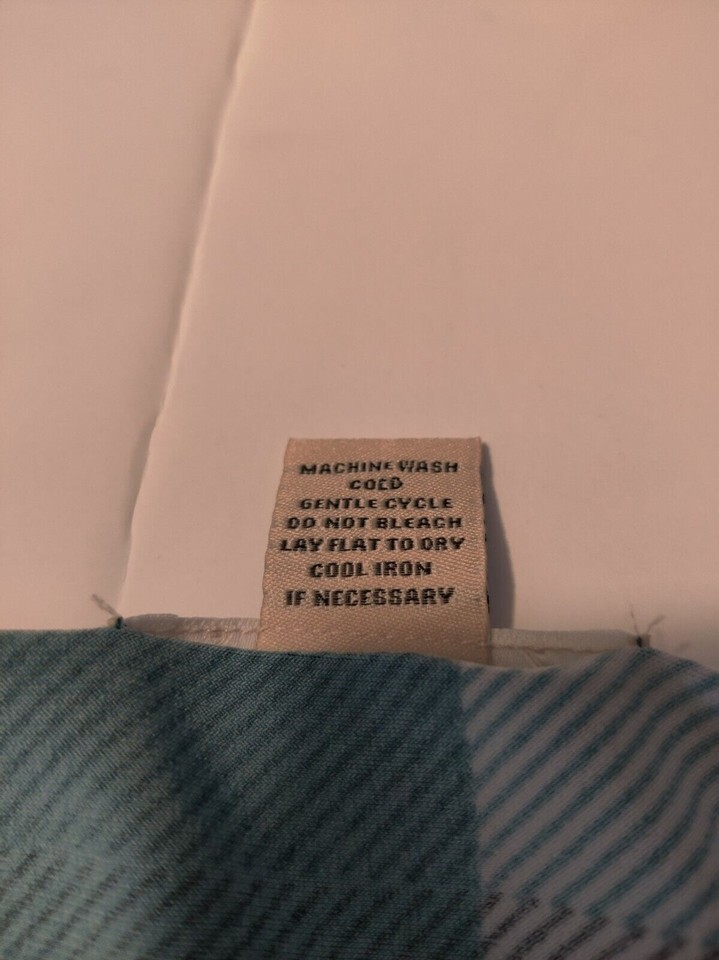 MACHINE WASH
COLD
GENTLE CYCLE
DO NOT BLEACH
LAY FLAT TO DRY
COOL IRON
IF NECESSARY